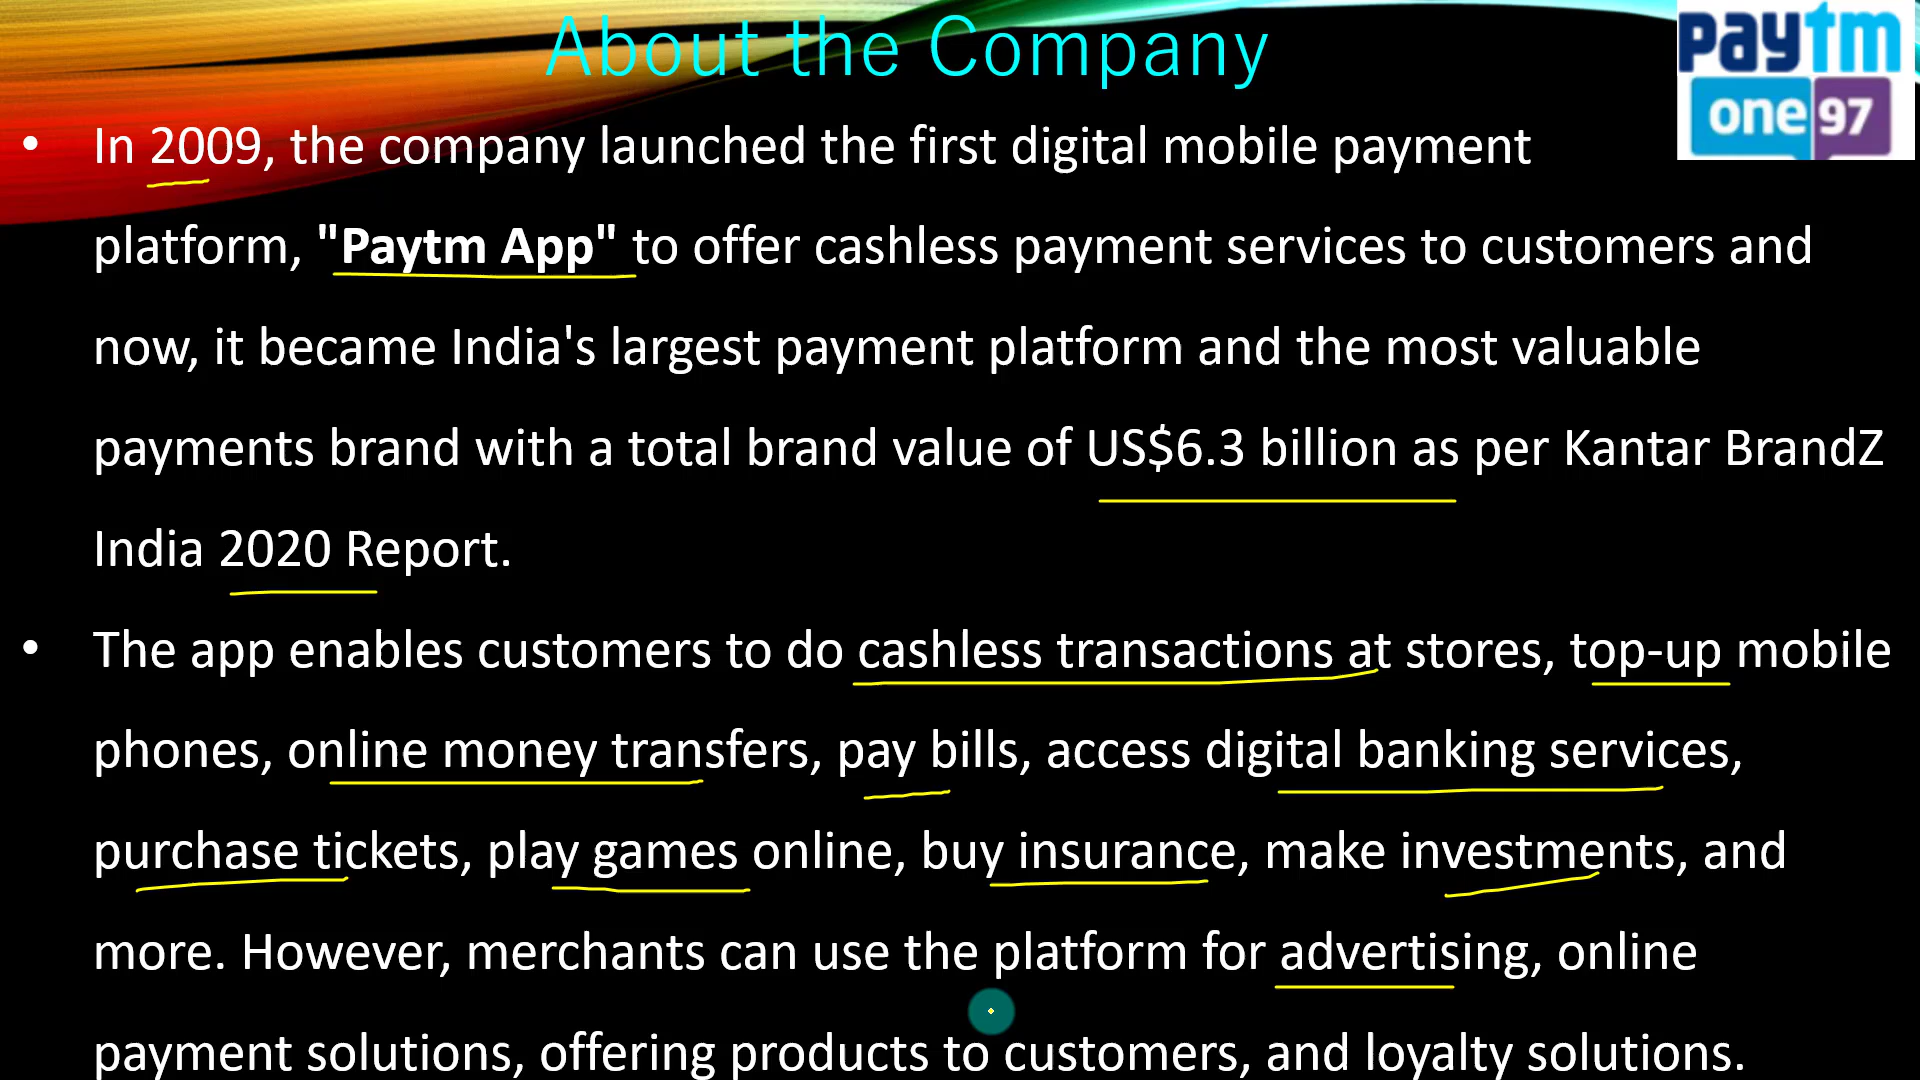 About the Company
paytm
one97
• In 2009, the company launched the first digital mobile payment
platform, "Paytm App" to offer cashless payment services to customers and
now, it became India's largest payment platform and the most valuable
payments brand with a total brand value of US$6.3 billion as per Kantar BrandZ
India 2020 Report.
• The app enables customers to do cashless transactions at stores, top-up mobile
phones, online money transfers, pay bills, access digital banking services,
purchase tickets, play games online, buy insurance, make investments, and
more. However, merchants can use the platform for advertising, online
payment solutions, offering products to customers, and loyalty solutions.